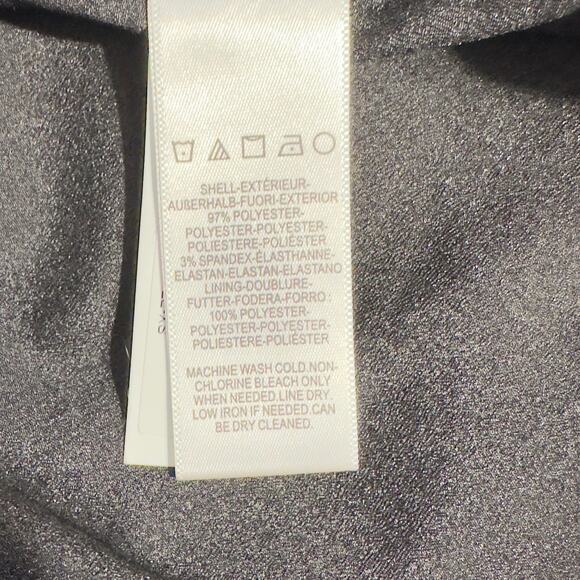 SHELL-EXTÉRIEUR-
AUßERHALB-FUORI-EXTERIOR
97% POLYESTER-
POLYESTER-POLYESTER-
POLIESTERE-POLIÉSTER
3% SPANDEX-ÉLASTHANNE-
ELASTAN-ELASTAN-ELASTANO
LINING-DOUBLURE-
FUTTER-FODERA-FORRO :
100% POLYESTER-
POLYESTER-POLYESTER-
POLIESTERE-POLIÉSTER
MACHINE WASH COLD.NON-
CHLORINE BLEACH ONLY
WHEN NEEDED.LINE DRY.
LOW IRON IF NEEDED.CAN
BE DRY CLEANED.